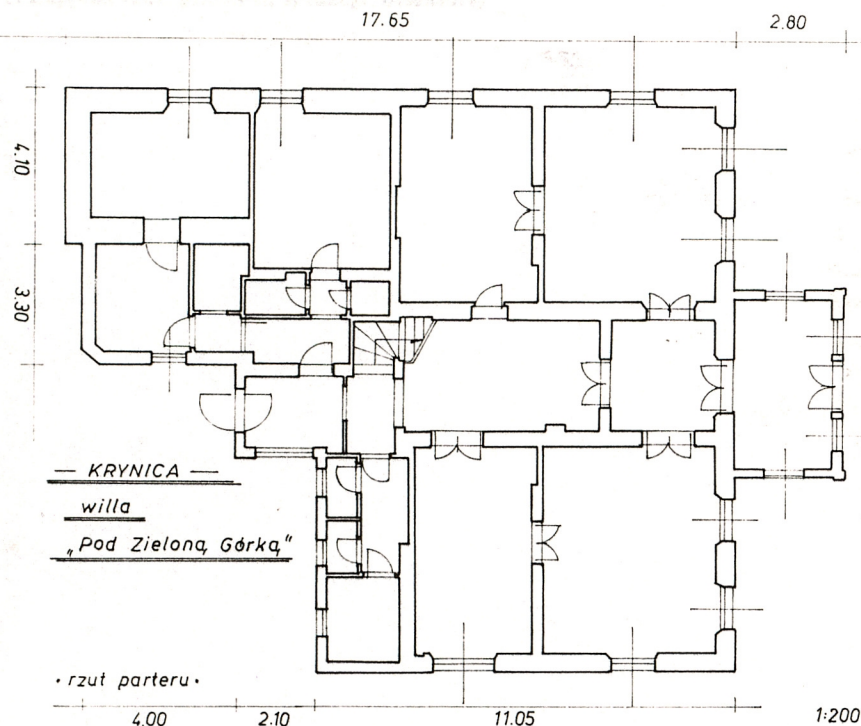 17.65
2.80
4.10
3.30
— KRYNICA —
willa
„Pod Zieloną Górką"
• rzut parteru •
4.00
2.10
11.05
1:200